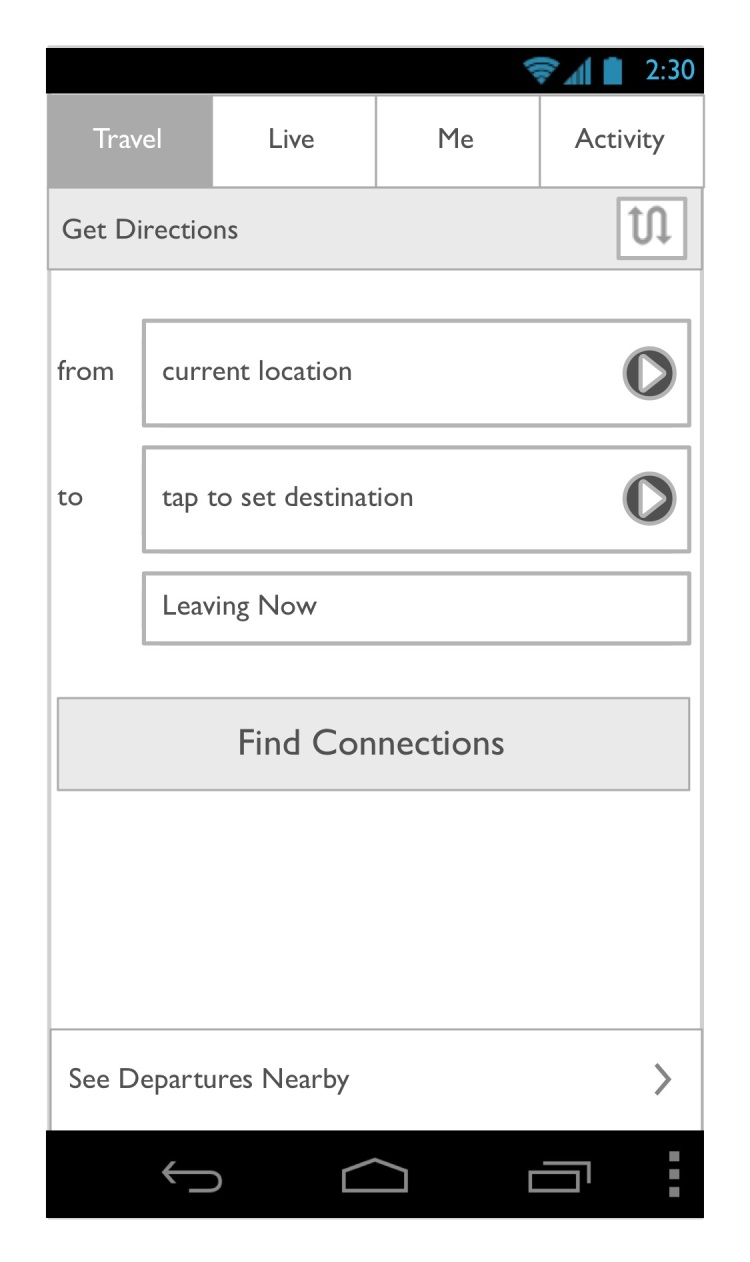 2:30
Travel Live Me Activity
Get Directions
from current location
to tap to set destination
Leaving Now
Find Connections
See Departures Nearby